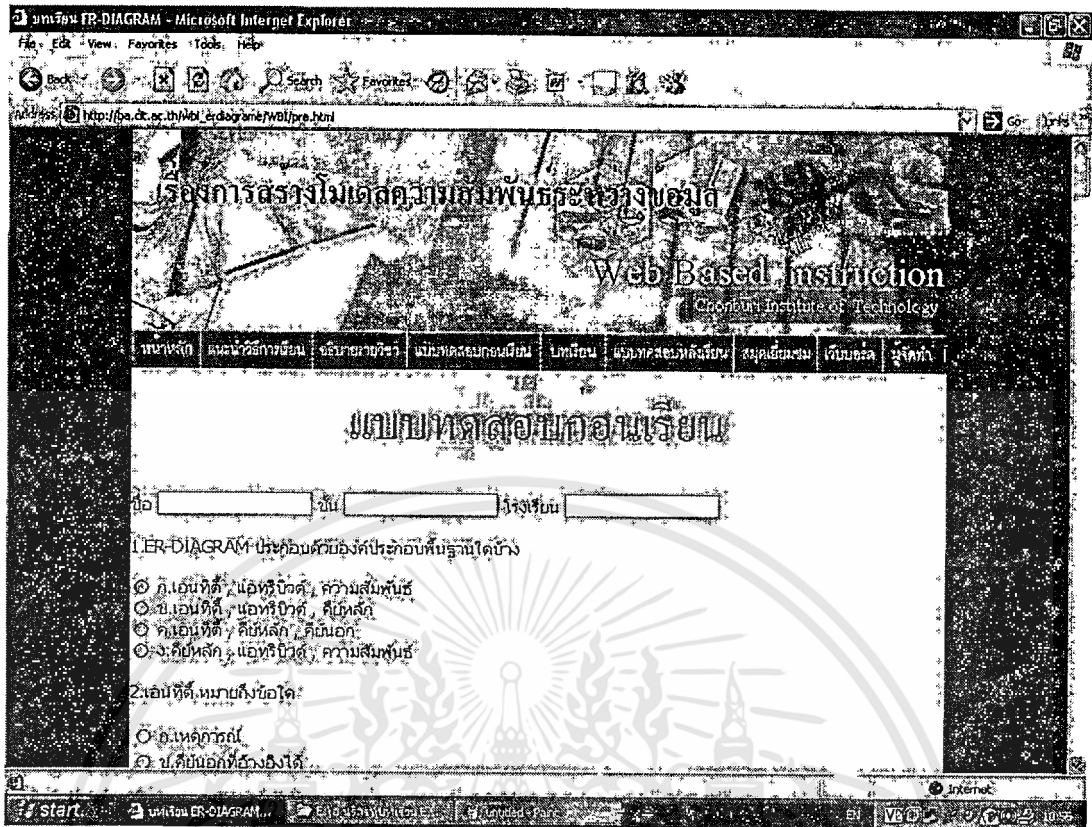 บทเรียน ER-DIAGRAM - Microsoft Internet Explorer
File Edit View Favorites Tools Help
Back Search Favorites
Address http://ba.cit.ac.th/wbi_erdiagrame/WBI/pre.html Go Links
เรื่องการสร้างโมเดลความสัมพันธ์ระหว่างข้อมูล
Web Based Instruction
Chonburi Institute of Technology
หน้าหลัก แนะนำวิธีการเรียน อธิบายรายวิชา แบบทดสอบก่อนเรียน บทเรียน แบบทดสอบหลังเรียน สมุดเยี่ยมชม เว็บบอร์ด ผู้จัดทำ
แบบทดสอบก่อนเรียน
ชื่อ ชั้น โรงเรียน
1.ER-DIAGRAM ประกอบด้วยองค์ประกอบพื้นฐานใดบ้าง
ก.เอนทิตี้ , แอททริบิวต์ , ความสัมพันธ์
ข.เอนทิตี้ , แอททริบิวต์ , คีย์หลัก
ค.เอนทิตี้ , คีย์หลัก , คีย์นอก
ง.คีย์หลัก , แอททริบิวต์ , ความสัมพันธ์
2.เอนทิตี้ หมายถึงข้อใด
ก.เหตุการณ์
ข.คีย์นอกที่อ้างอิงได้
Internet
start บทเรียน ER-DIAGRAM... EN 10:55